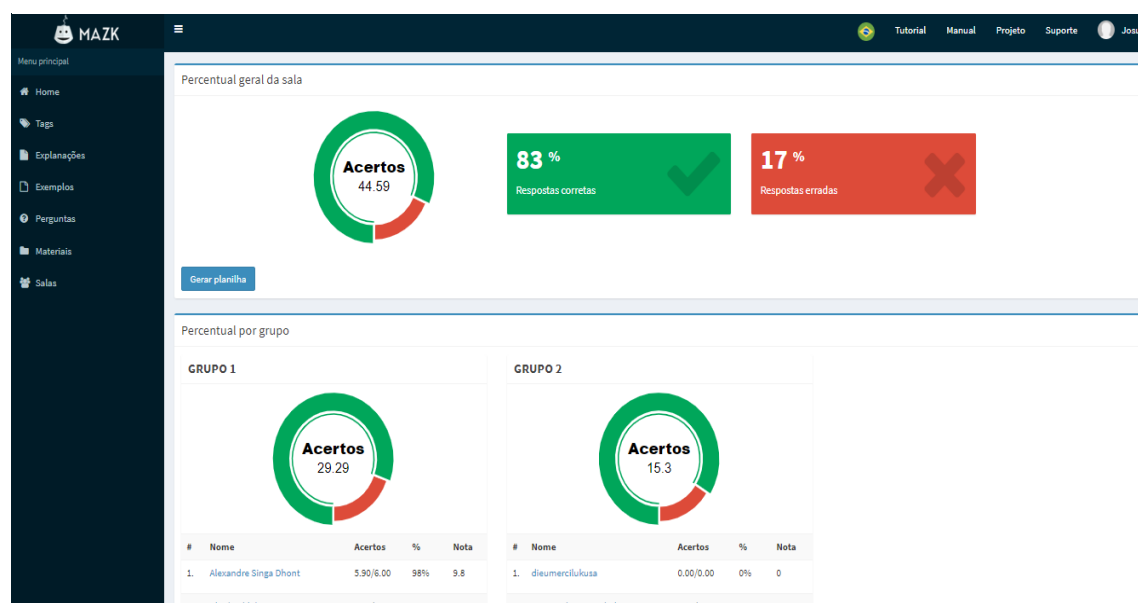 MAZK
Tutorial Manual Projeto Suporte
Menu principal
Home
Tags
Explanações
Exemplos
Perguntas
Materiais
Salas
Percentual geral da sala
Acertos
44.59
83 %
Respostas corretas
17 %
Respostas erradas
Gerar planilha
Percentual por grupo
GRUPO 1
Acertos
29.29
# Nome Acertos % Nota
1. Alexandre Singa Dhont 5.90/6.00 98% 9.8
GRUPO 2
Acertos
15.3
# Nome Acertos % Nota
1. dieumercilukusa 0.00/0.00 0% 0